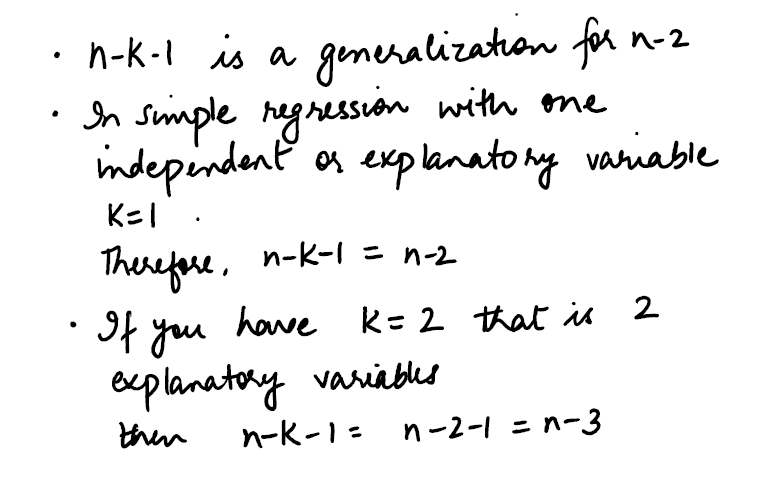 · n-k-1 is a generalization for n-2
· In simple regression with one
independent or explanatory variable
K=1 .
Therefore, n-k-1 = n-2
· If you have K=2 that is 2
explanatory variables
then n-k-1 = n-2-1 = n-3